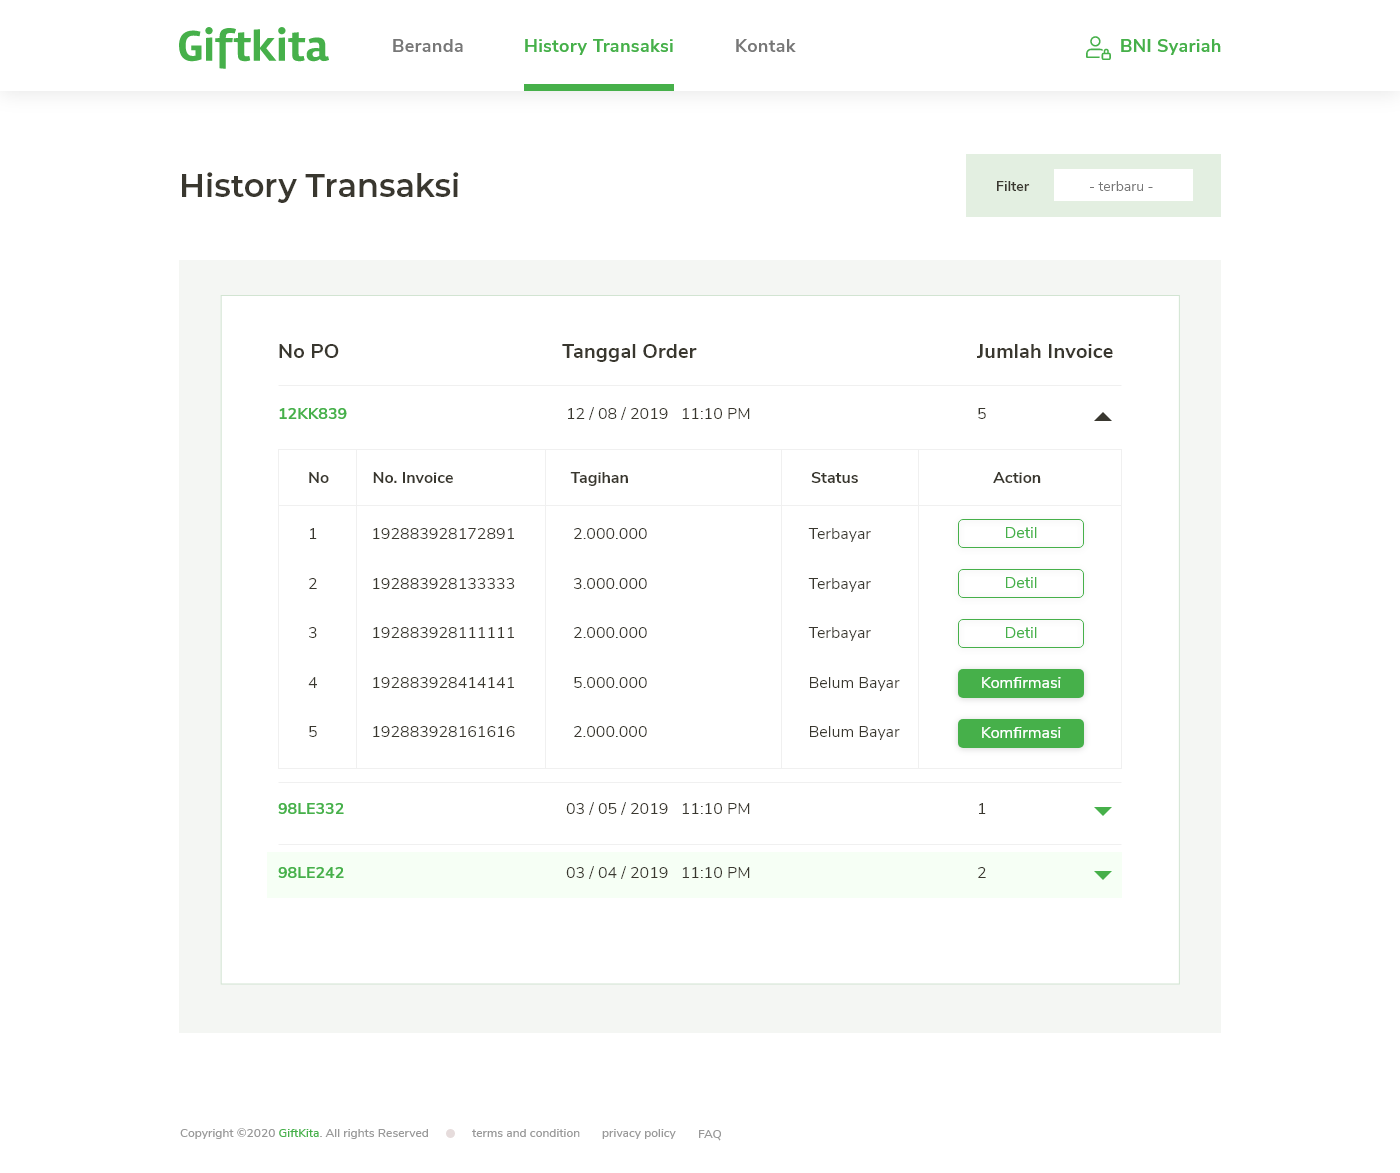 Giftkita
Beranda
History Transaksi
Kontak
BNI Syariah
History Transaksi
Filter
- terbaru -
No PO Tanggal Order Jumlah Invoice
12KK839 12 / 08 / 2019 11:10 PM 5
No No. Invoice Tagihan Status Action
1 192883928172891 2.000.000 Terbayar Detil
2 192883928133333 3.000.000 Terbayar Detil
3 192883928111111 2.000.000 Terbayar Detil
4 192883928414141 5.000.000 Belum Bayar Komfirmasi
5 192883928161616 2.000.000 Belum Bayar Komfirmasi
98LE332 03 / 05 / 2019 11:10 PM 1
98LE242 03 / 04 / 2019 11:10 PM 2
Copyright ©2020 GiftKita. All rights Reserved terms and condition privacy policy FAQ